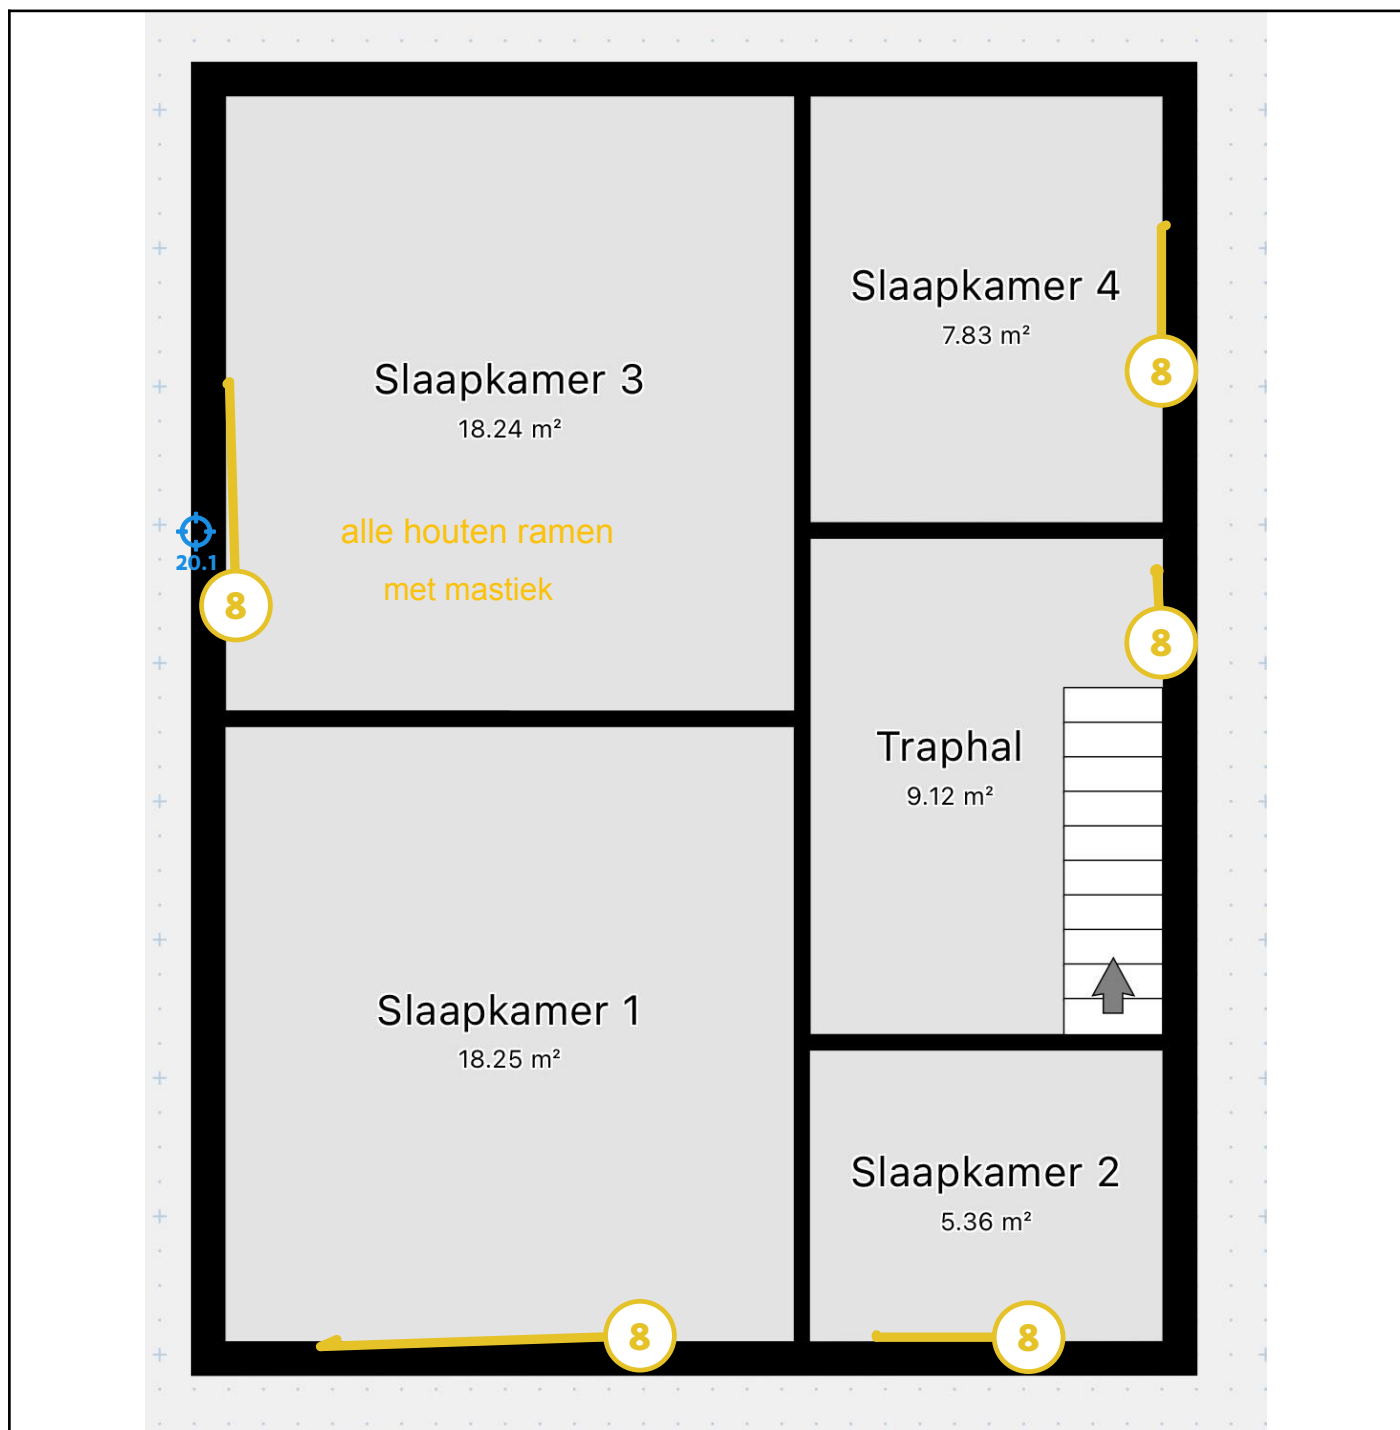 Slaapkamer 4
7.83 m²
8
Slaapkamer 3
18.24 m²
alle houten ramen
met mastiek
20.1
8
8
Traphal
9.12 m²
Slaapkamer 1
18.25 m²
Slaapkamer 2
5.36 m²
8
8